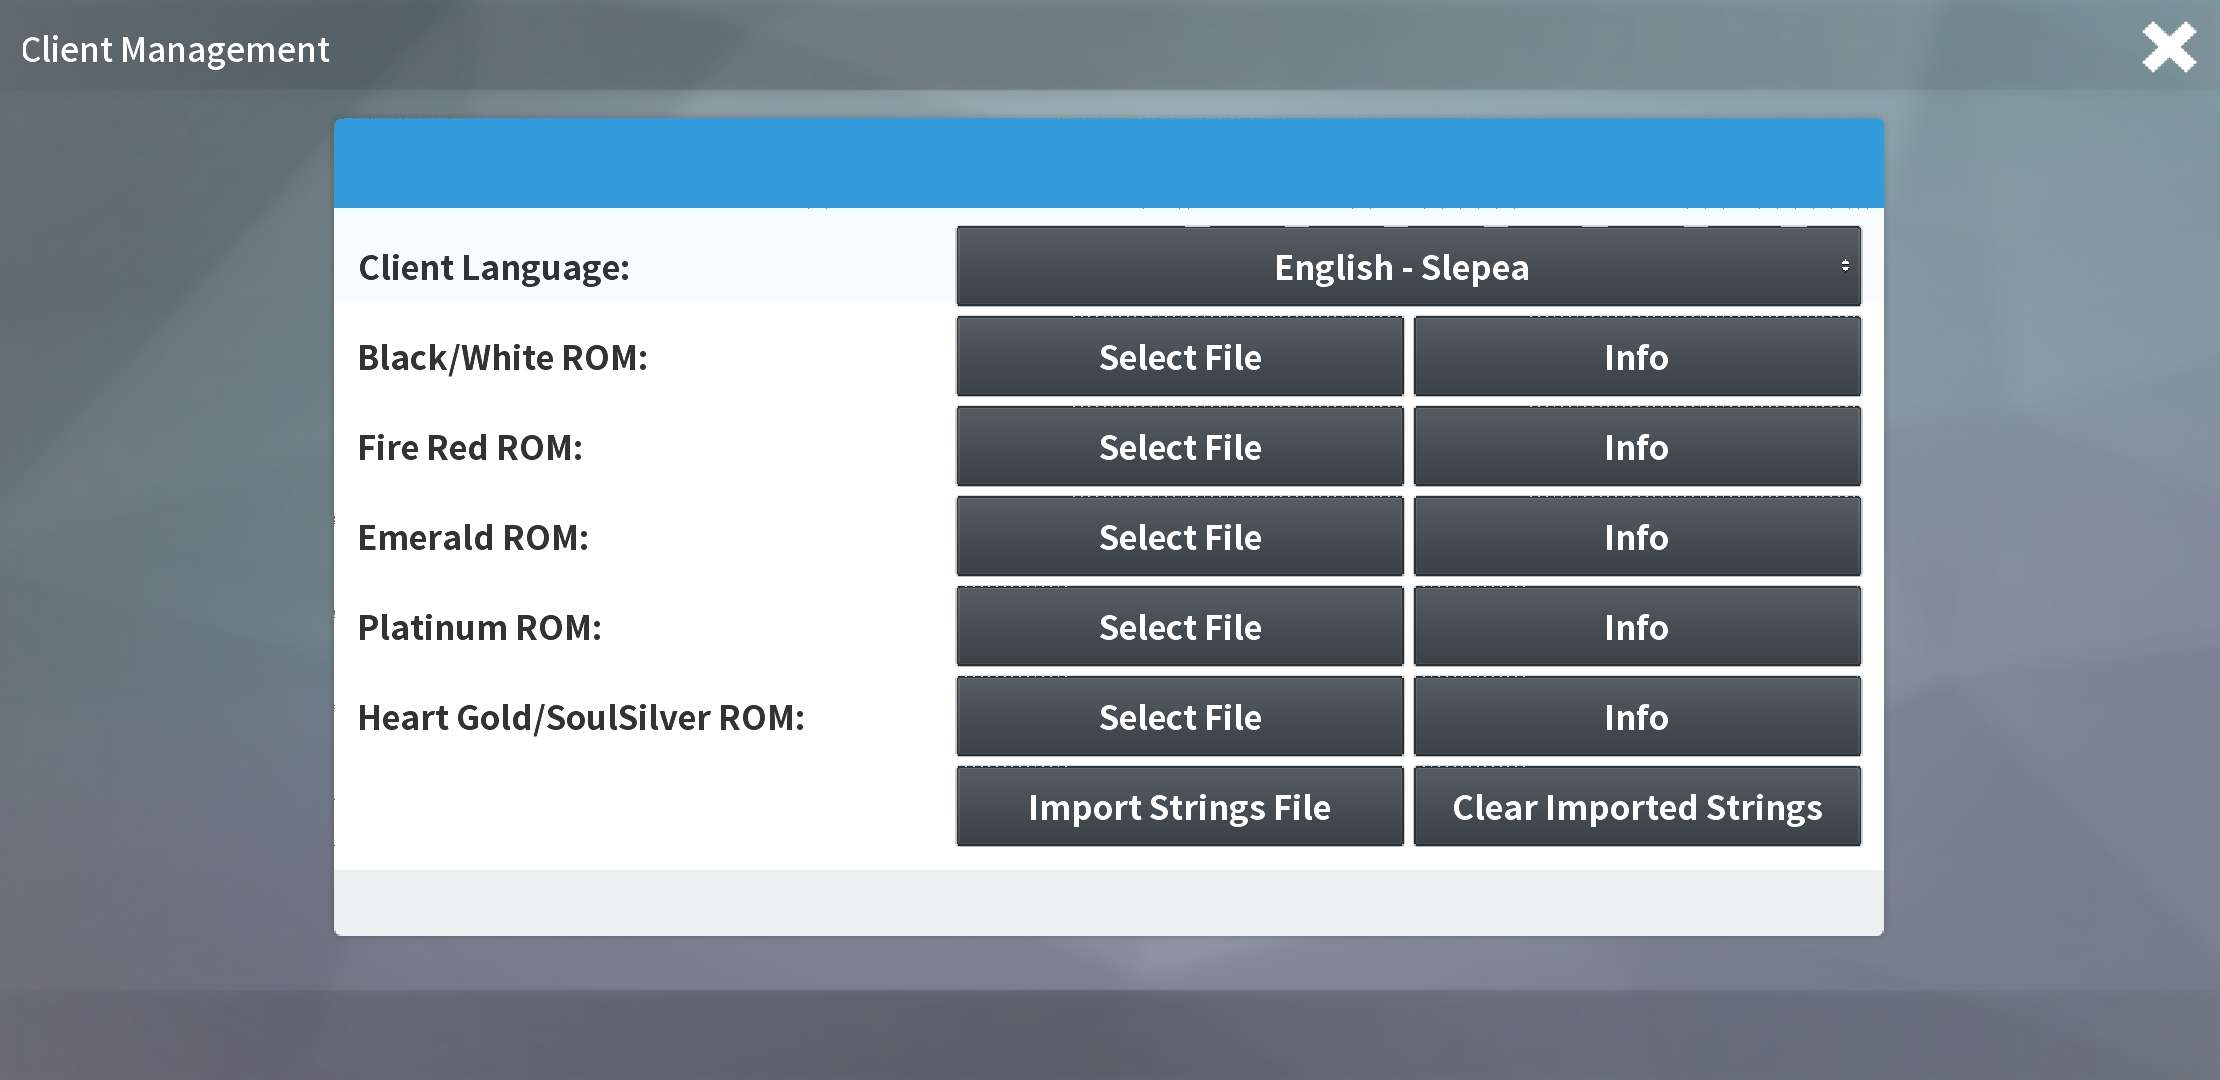 Client Management
Client Language: English - Slepea
Black/White ROM: Select File Info
Fire Red ROM: Select File Info
Emerald ROM: Select File Info
Platinum ROM: Select File Info
Heart Gold/SoulSilver ROM: Select File Info
Import Strings File Clear Imported Strings